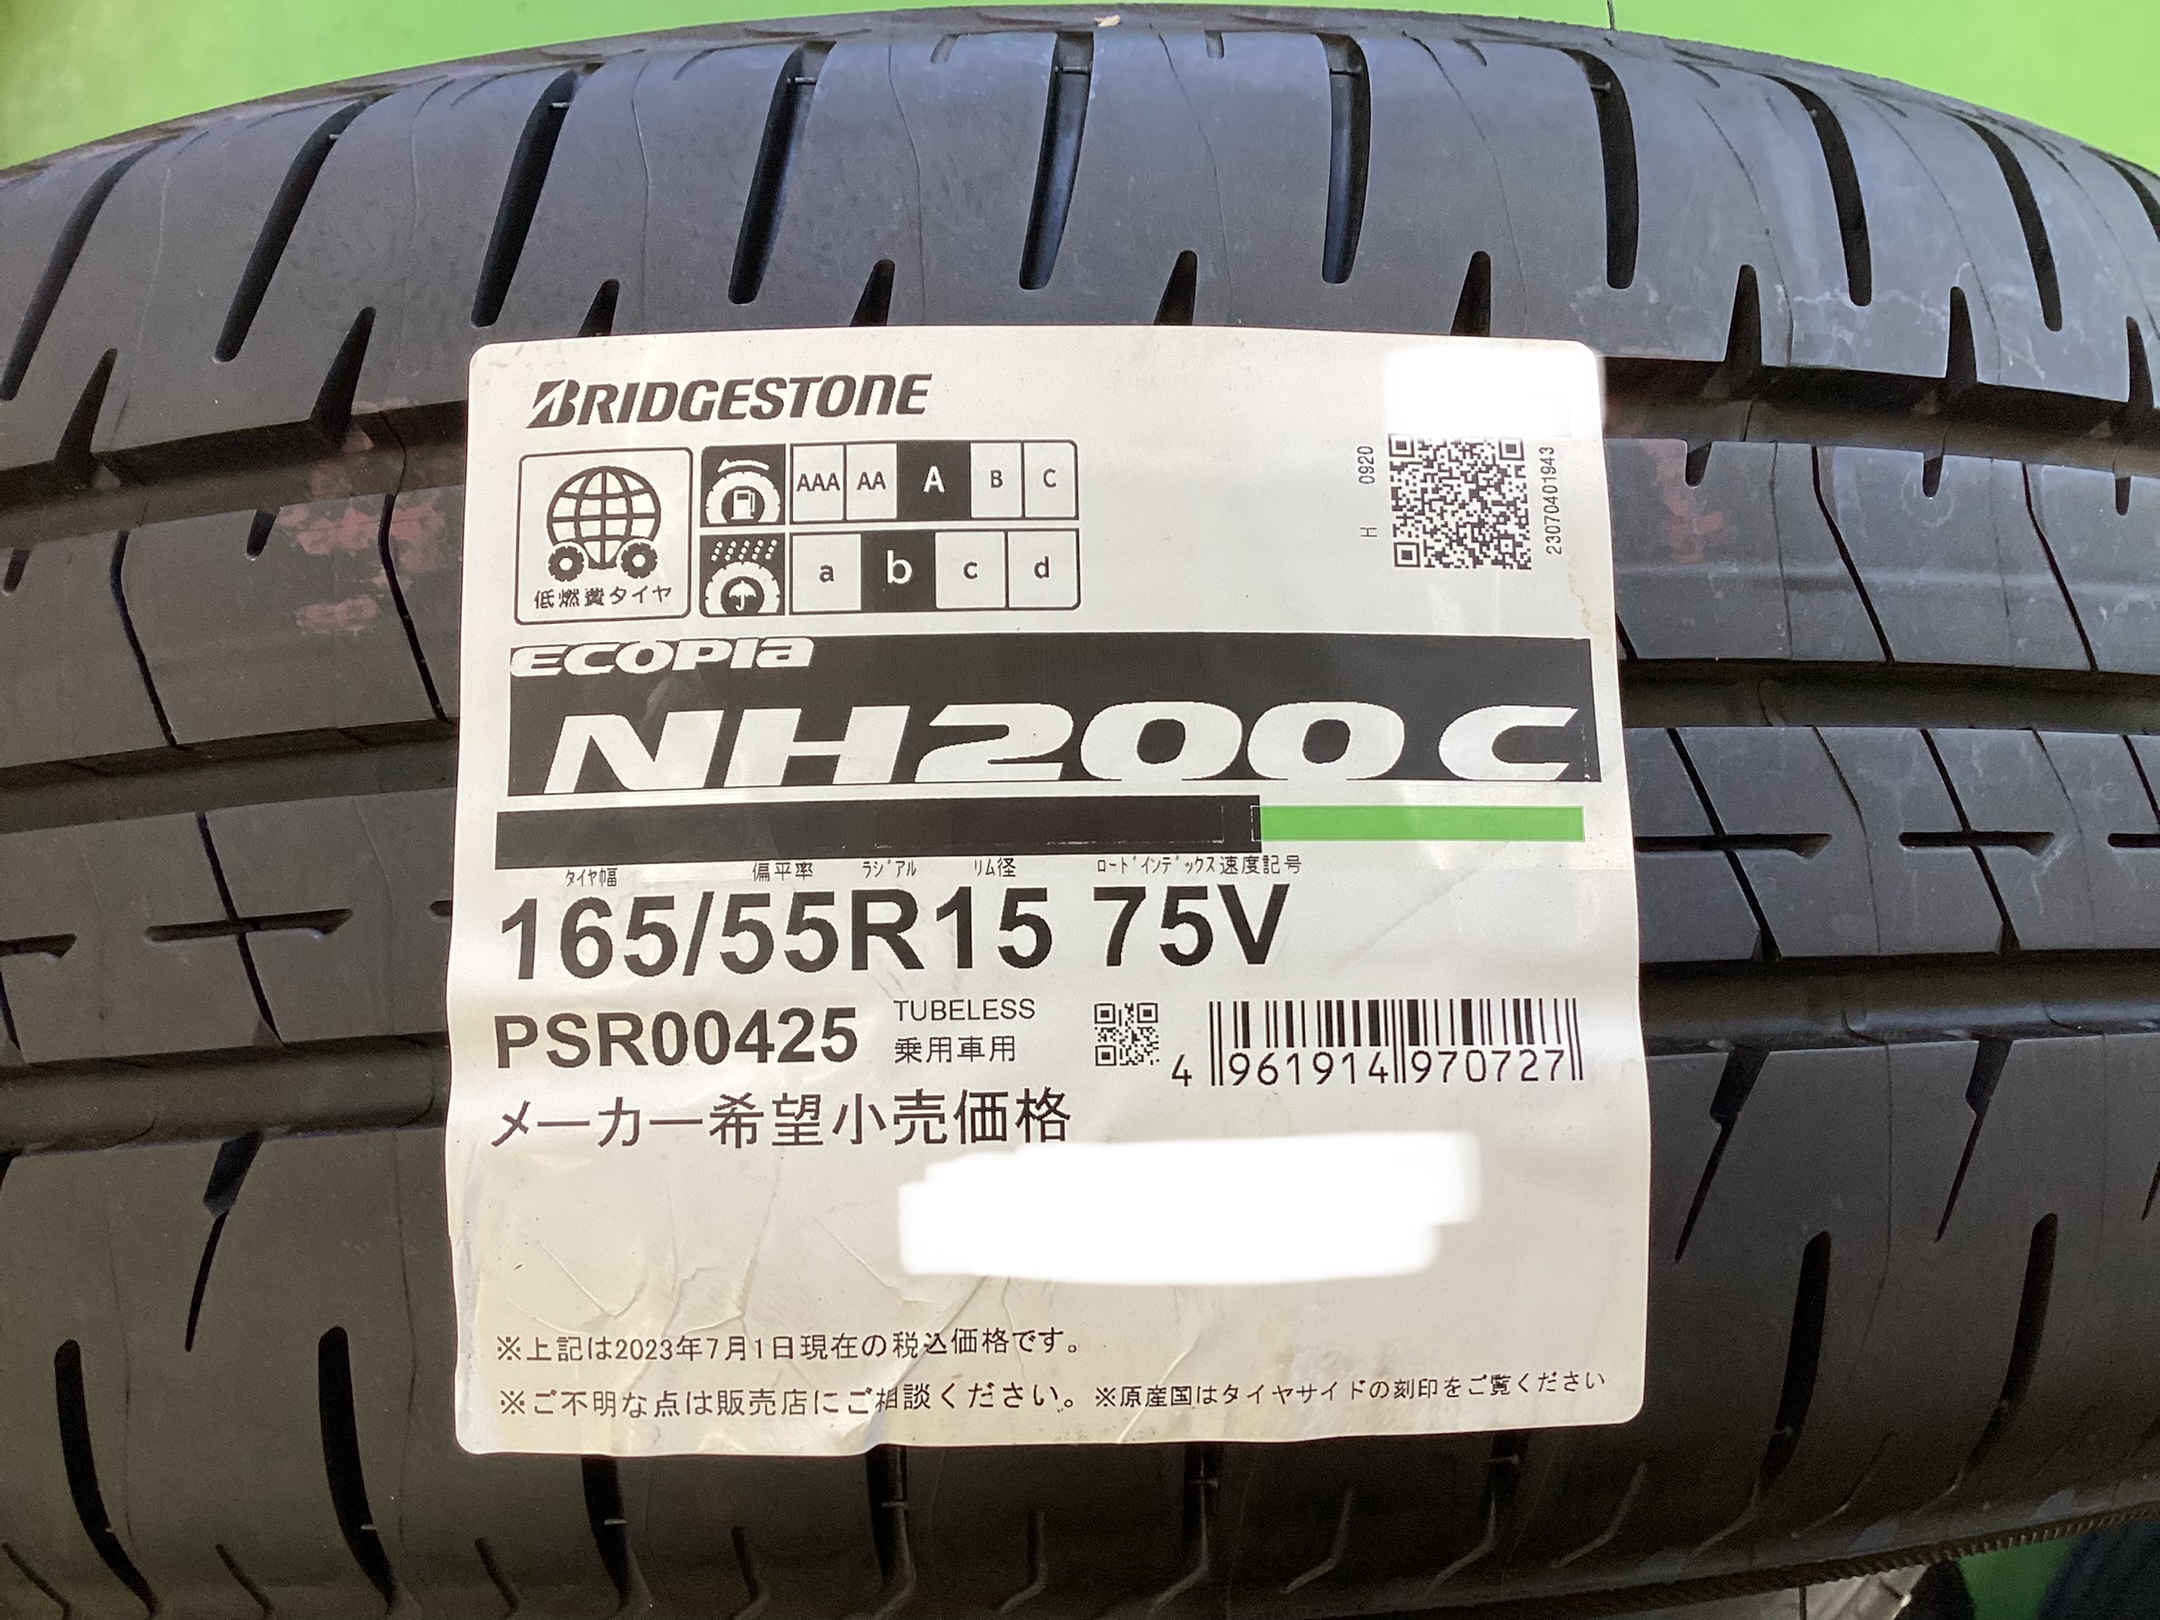 BRIDGESTONE
低燃費タイヤ
AAA AA A B C
a b c d
H 0920
23070401943
ECOPIA
NH200 C
タイヤ幅 偏平率 ラジアル リム径 ロードインデックス 速度記号
165/55R15 75V
PSR00425 TUBELESS
乗用車用
4 961914 970727
メーカー希望小売価格
※上記は2023年7月1日現在の税込価格です。
※ご不明な点は販売店にご相談ください。※原産国はタイヤサイドの刻印をご覧ください